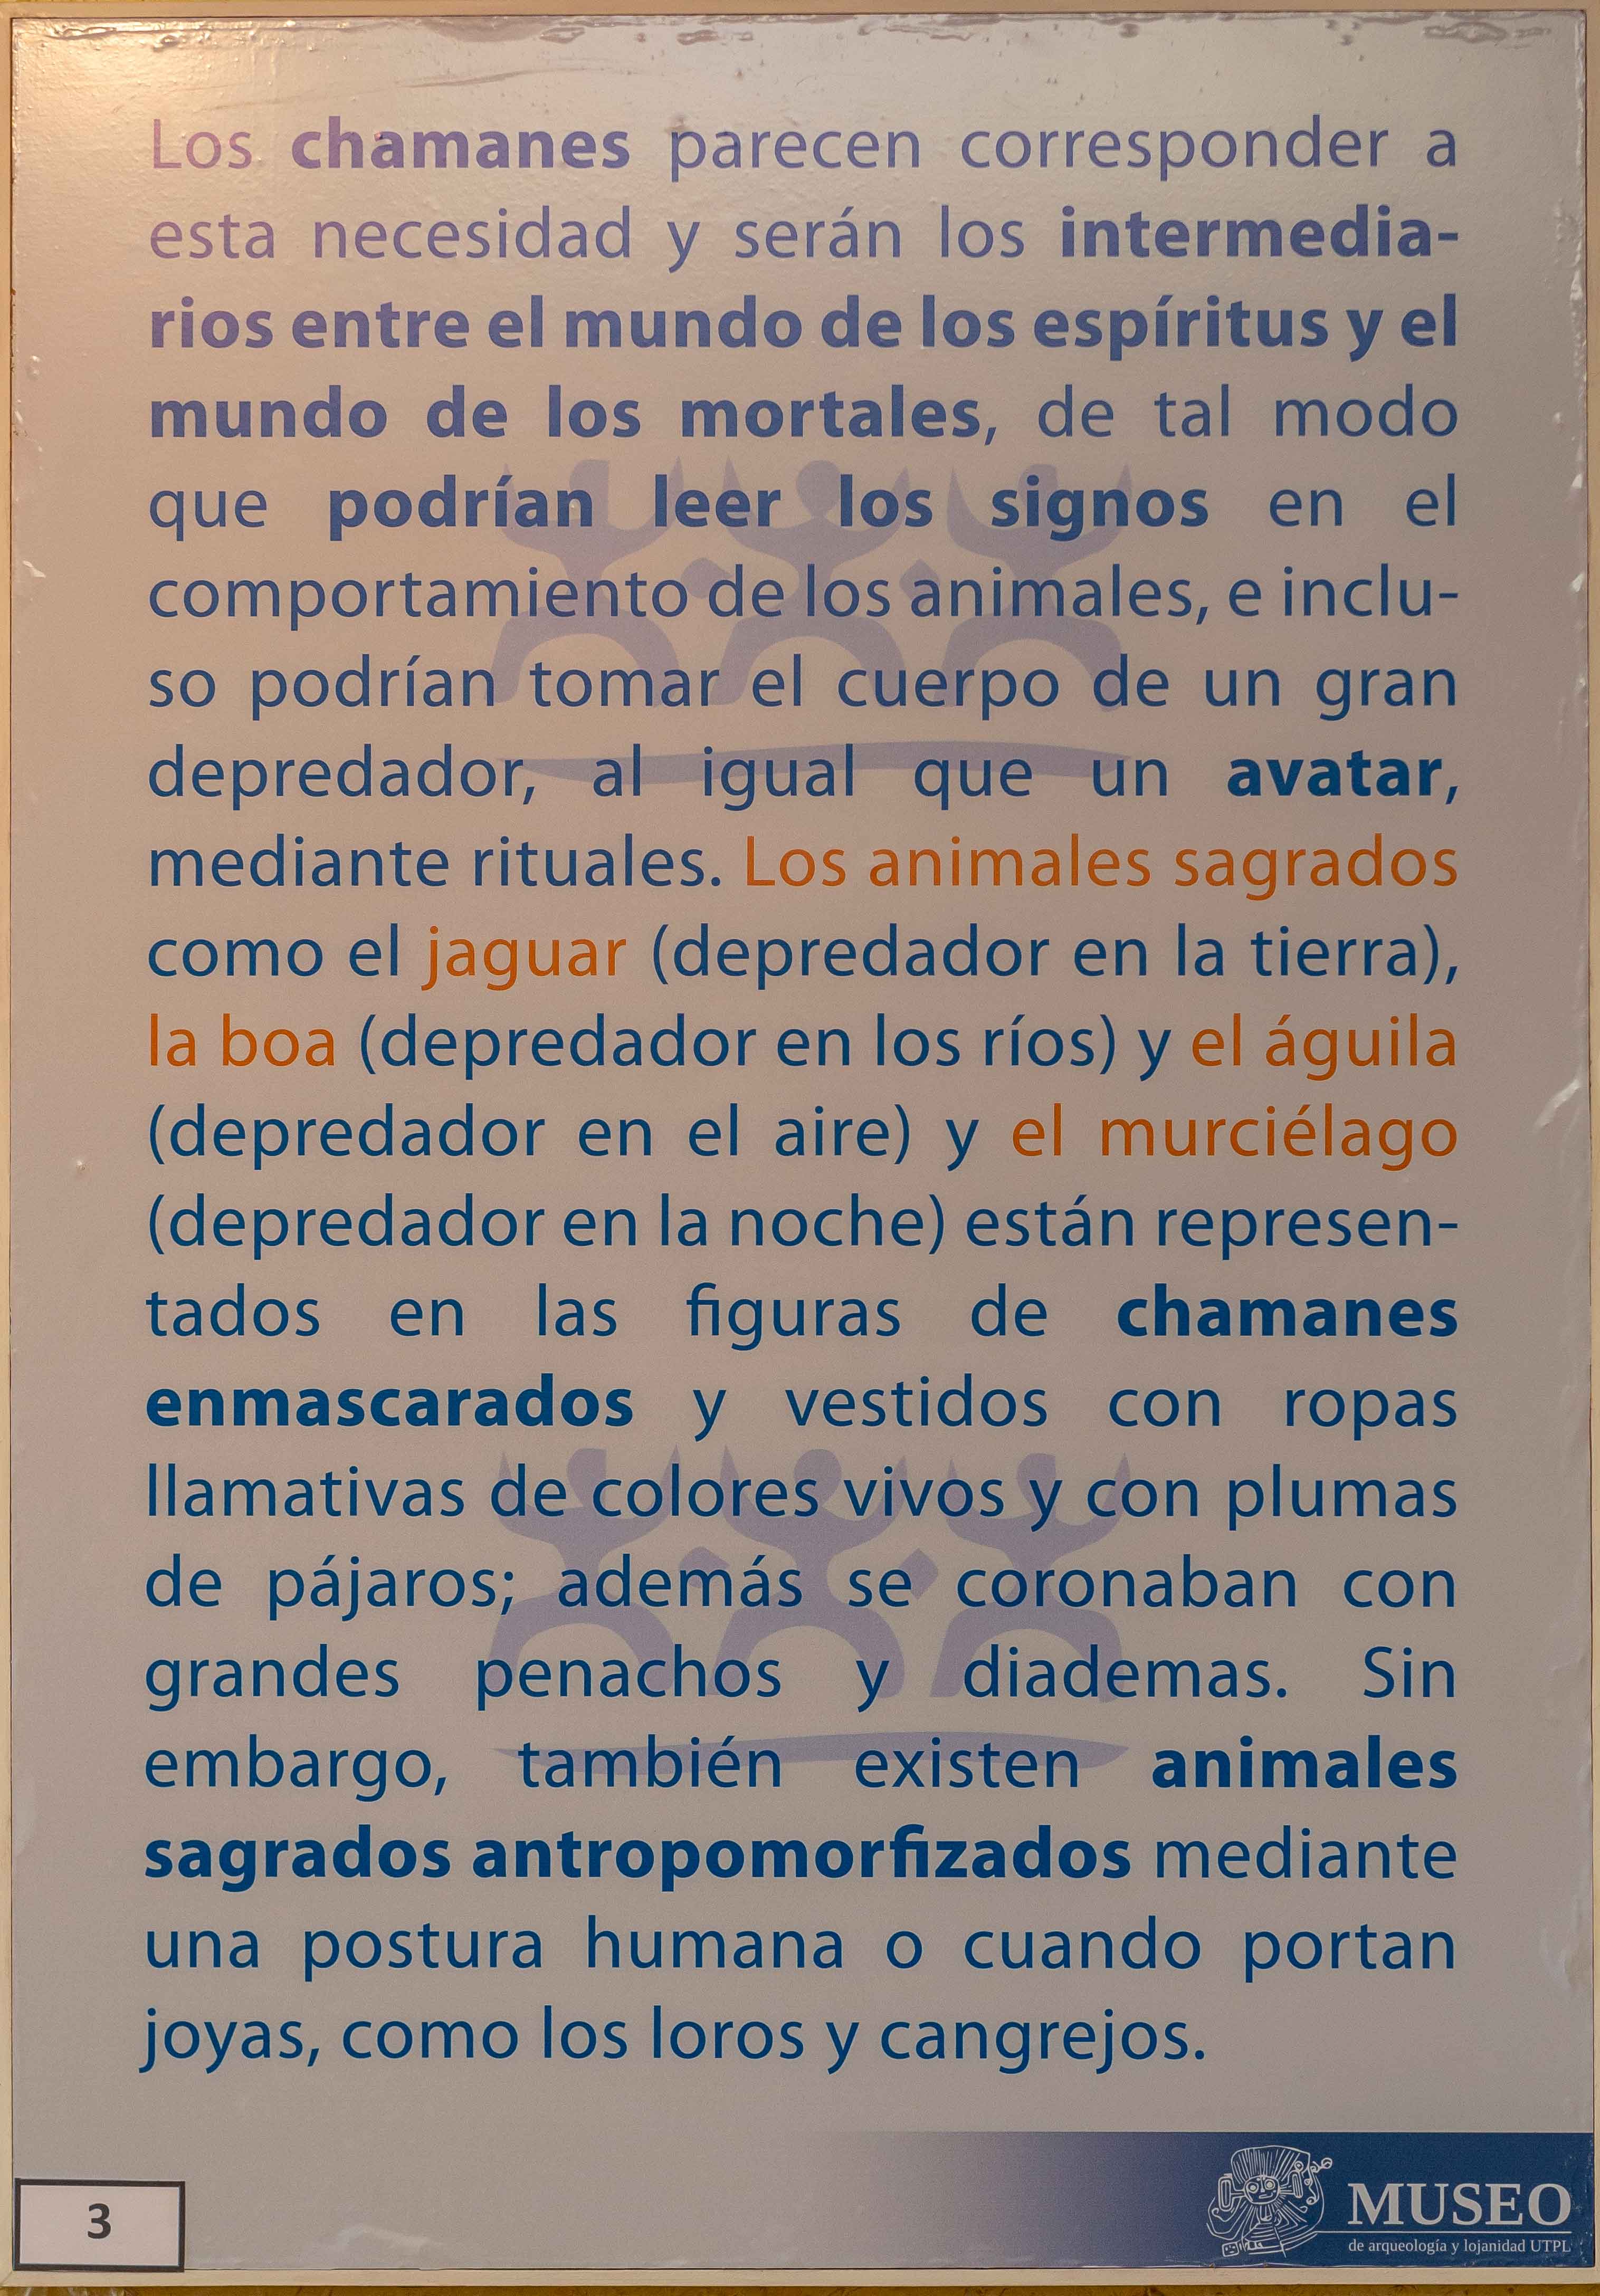 Los chamanes parecen corresponder a
esta necesidad y serán los intermedia-
rios entre el mundo de los espíritus y el
mundo de los mortales, de tal modo
que podrían leer los signos en el
comportamiento de los animales, e inclu-
so podrían tomar el cuerpo de un gran
depredador, al igual que un avatar,
mediante rituales. Los animales sagrados
como el jaguar (depredador en la tierra),
la boa (depredador en los ríos) y el águila
(depredador en el aire) y el murciélago
(depredador en la noche) están represen-
tados en las figuras de chamanes
enmascarados y vestidos con ropas
llamativas de colores vivos y con plumas
de pájaros; además se coronaban con
grandes penachos y diademas. Sin
embargo, también existen animales
sagrados antropomorfizados mediante
una postura humana o cuando portan
joyas, como los loros y cangrejos.
3
MUSEO
de arqueología y lojanidad UTPL